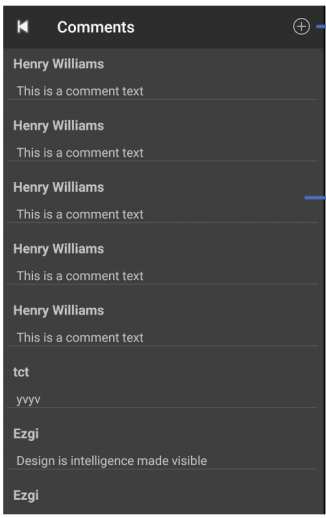 Comments
Henry Williams
This is a comment text
Henry Williams
This is a comment text
Henry Williams
This is a comment text
Henry Williams
This is a comment text
Henry Williams
This is a comment text
tct
yvyv
Ezgi
Design is intelligence made visible
Ezgi